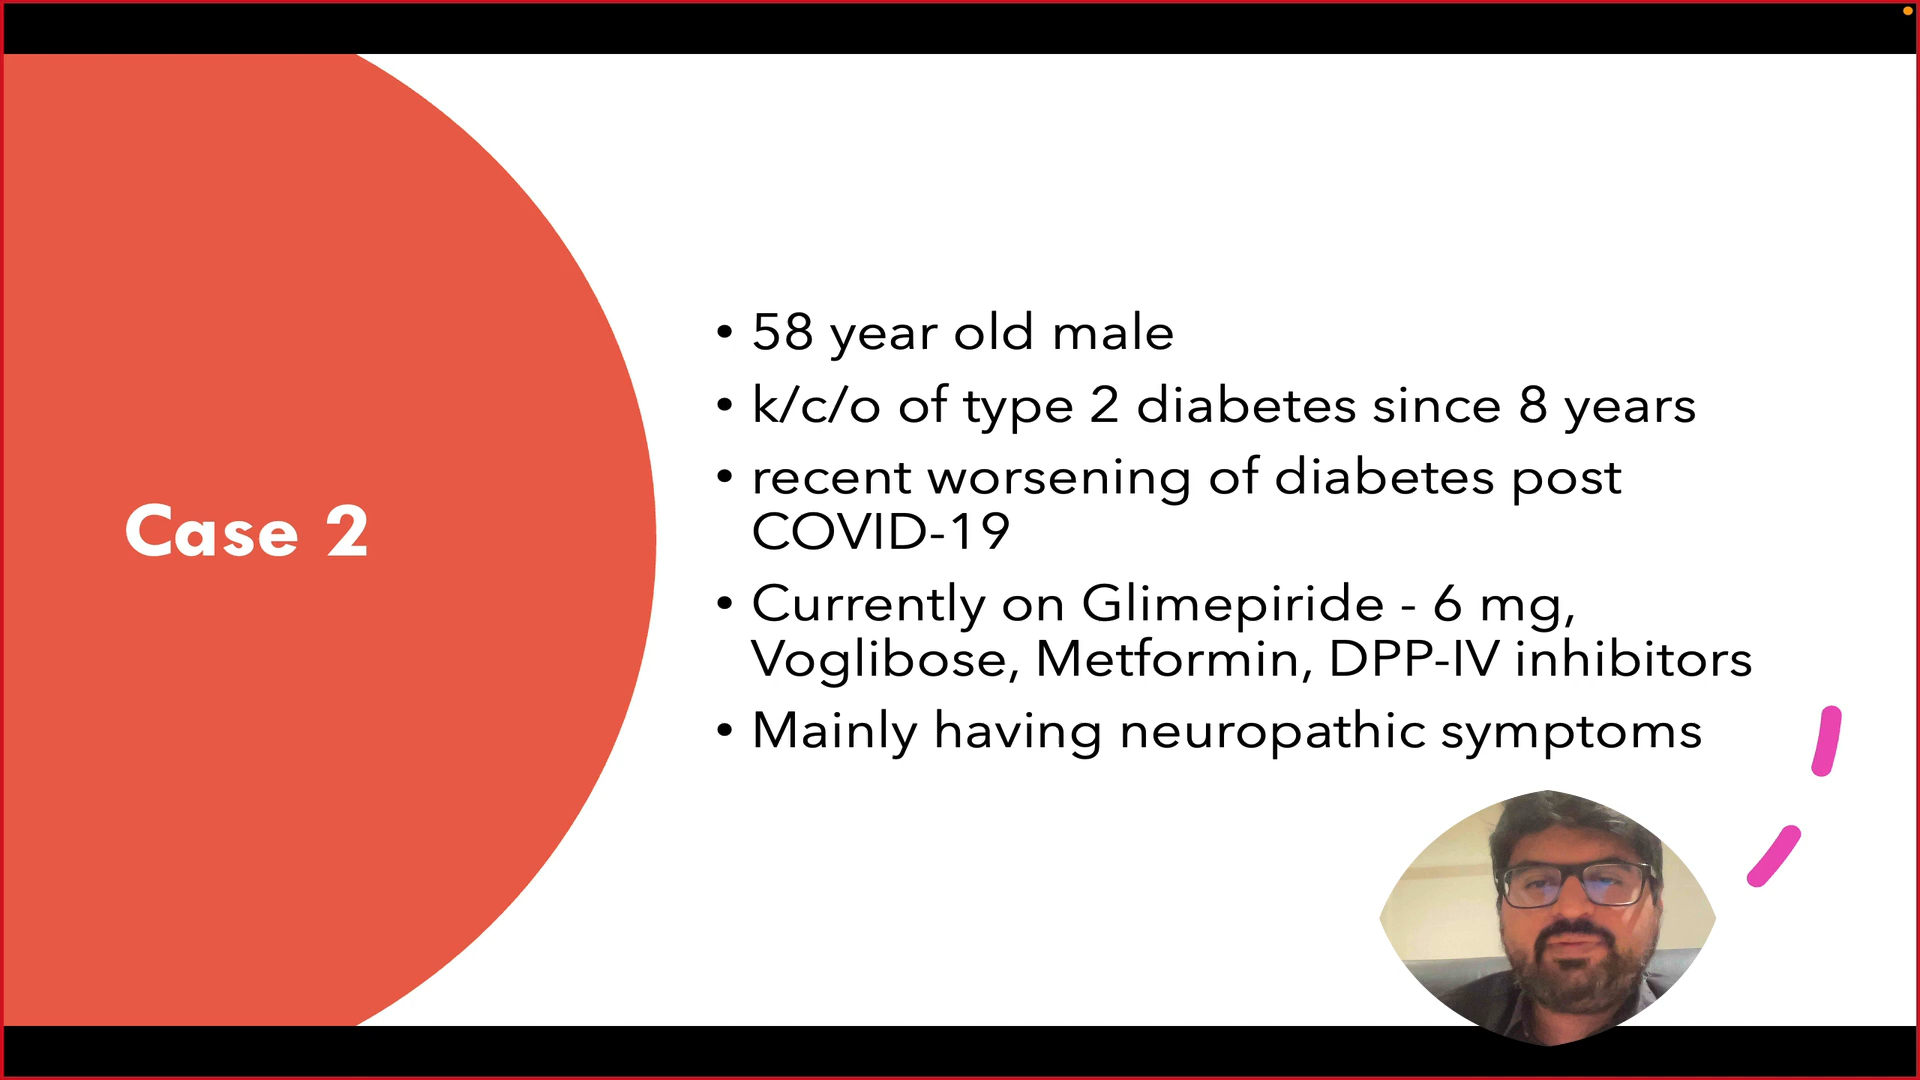 Case 2
• 58 year old male
• k/c/o of type 2 diabetes since 8 years
• recent worsening of diabetes post
COVID-19
• Currently on Glimepiride - 6 mg,
Voglibose, Metformin, DPP-IV inhibitors
• Mainly having neuropathic symptoms